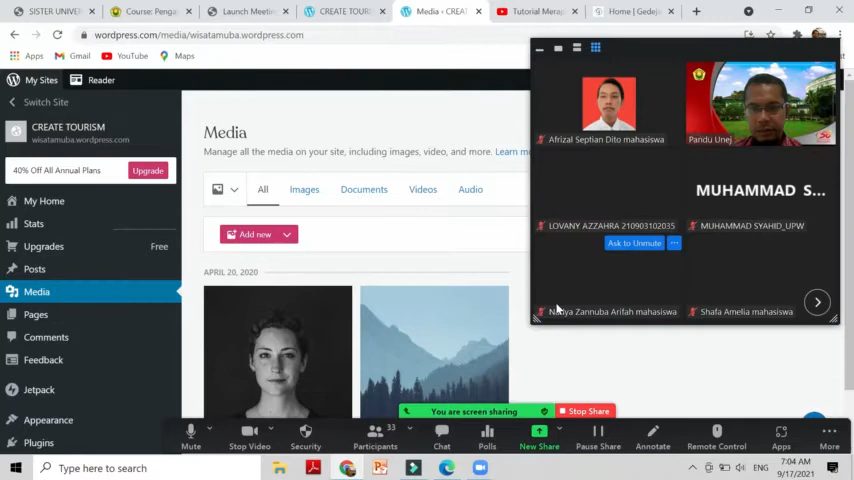 SISTER UNIVER
Course: Pengan
Launch Meetin
CREATE TOURIS
Media ‹ CREAT
Tutorial Meraja
Home | Gedeja
wordpress.com/media/wisatamuba.wordpress.com
Apps
Gmail
YouTube
Maps
My Sites
Reader
Switch Site
CREATE TOURISM
wisatamuba.wordpress.com
40% Off All Annual Plans
Upgrade
My Home
Stats
Upgrades
Free
Posts
Media
Pages
Comments
Feedback
Jetpack
Appearance
Plugins
Media
Manage all the media on your site, including images, video, and more. Learn m
All
Images
Documents
Videos
Audio
Add new
APRIL 20, 2020
Afrizal Septian Dito mahasiswa
Pandu Unej
MUHAMMAD S...
LOVANY AZZAHRA 210903102035
MUHAMMAD SYAHID_UPW
Ask to Unmute
Nadya Zannuba Arifah mahasiswa
Shafa Amelia mahasiswa
You are screen sharing
Stop Share
Mute
Stop Video
Security
Participants
33
Chat
Polls
New Share
Pause Share
Annotate
Remote Control
Apps
More
Type here to search
ENG
7:04 AM
9/17/2021